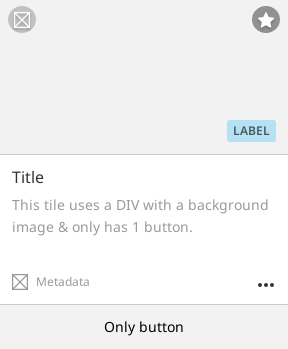 LABEL
Title
This tile uses a DIV with a background
image & only has 1 button.
Metadata
Only button